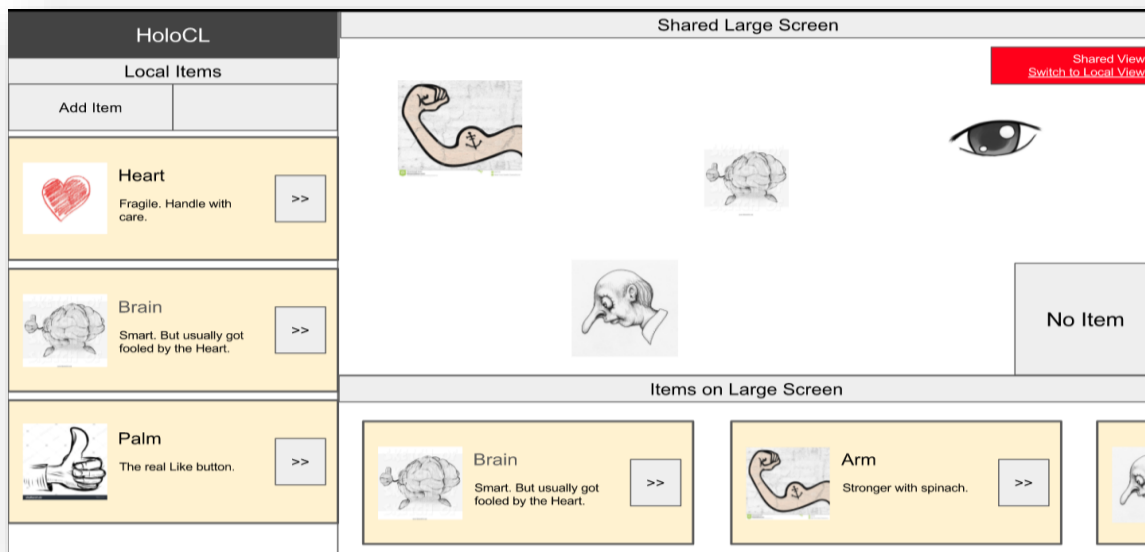 HoloCL
Local Items
Add Item
Heart
Fragile. Handle with
care.
>>
Brain
Smart. But usually got
fooled by the Heart.
>>
Palm
The real Like button.
>>
Shared Large Screen
Shared View
Switch to Local View
No Item
Items on Large Screen
Brain
Smart. But usually got
fooled by the Heart.
>>
Arm
Stronger with spinach.
>>